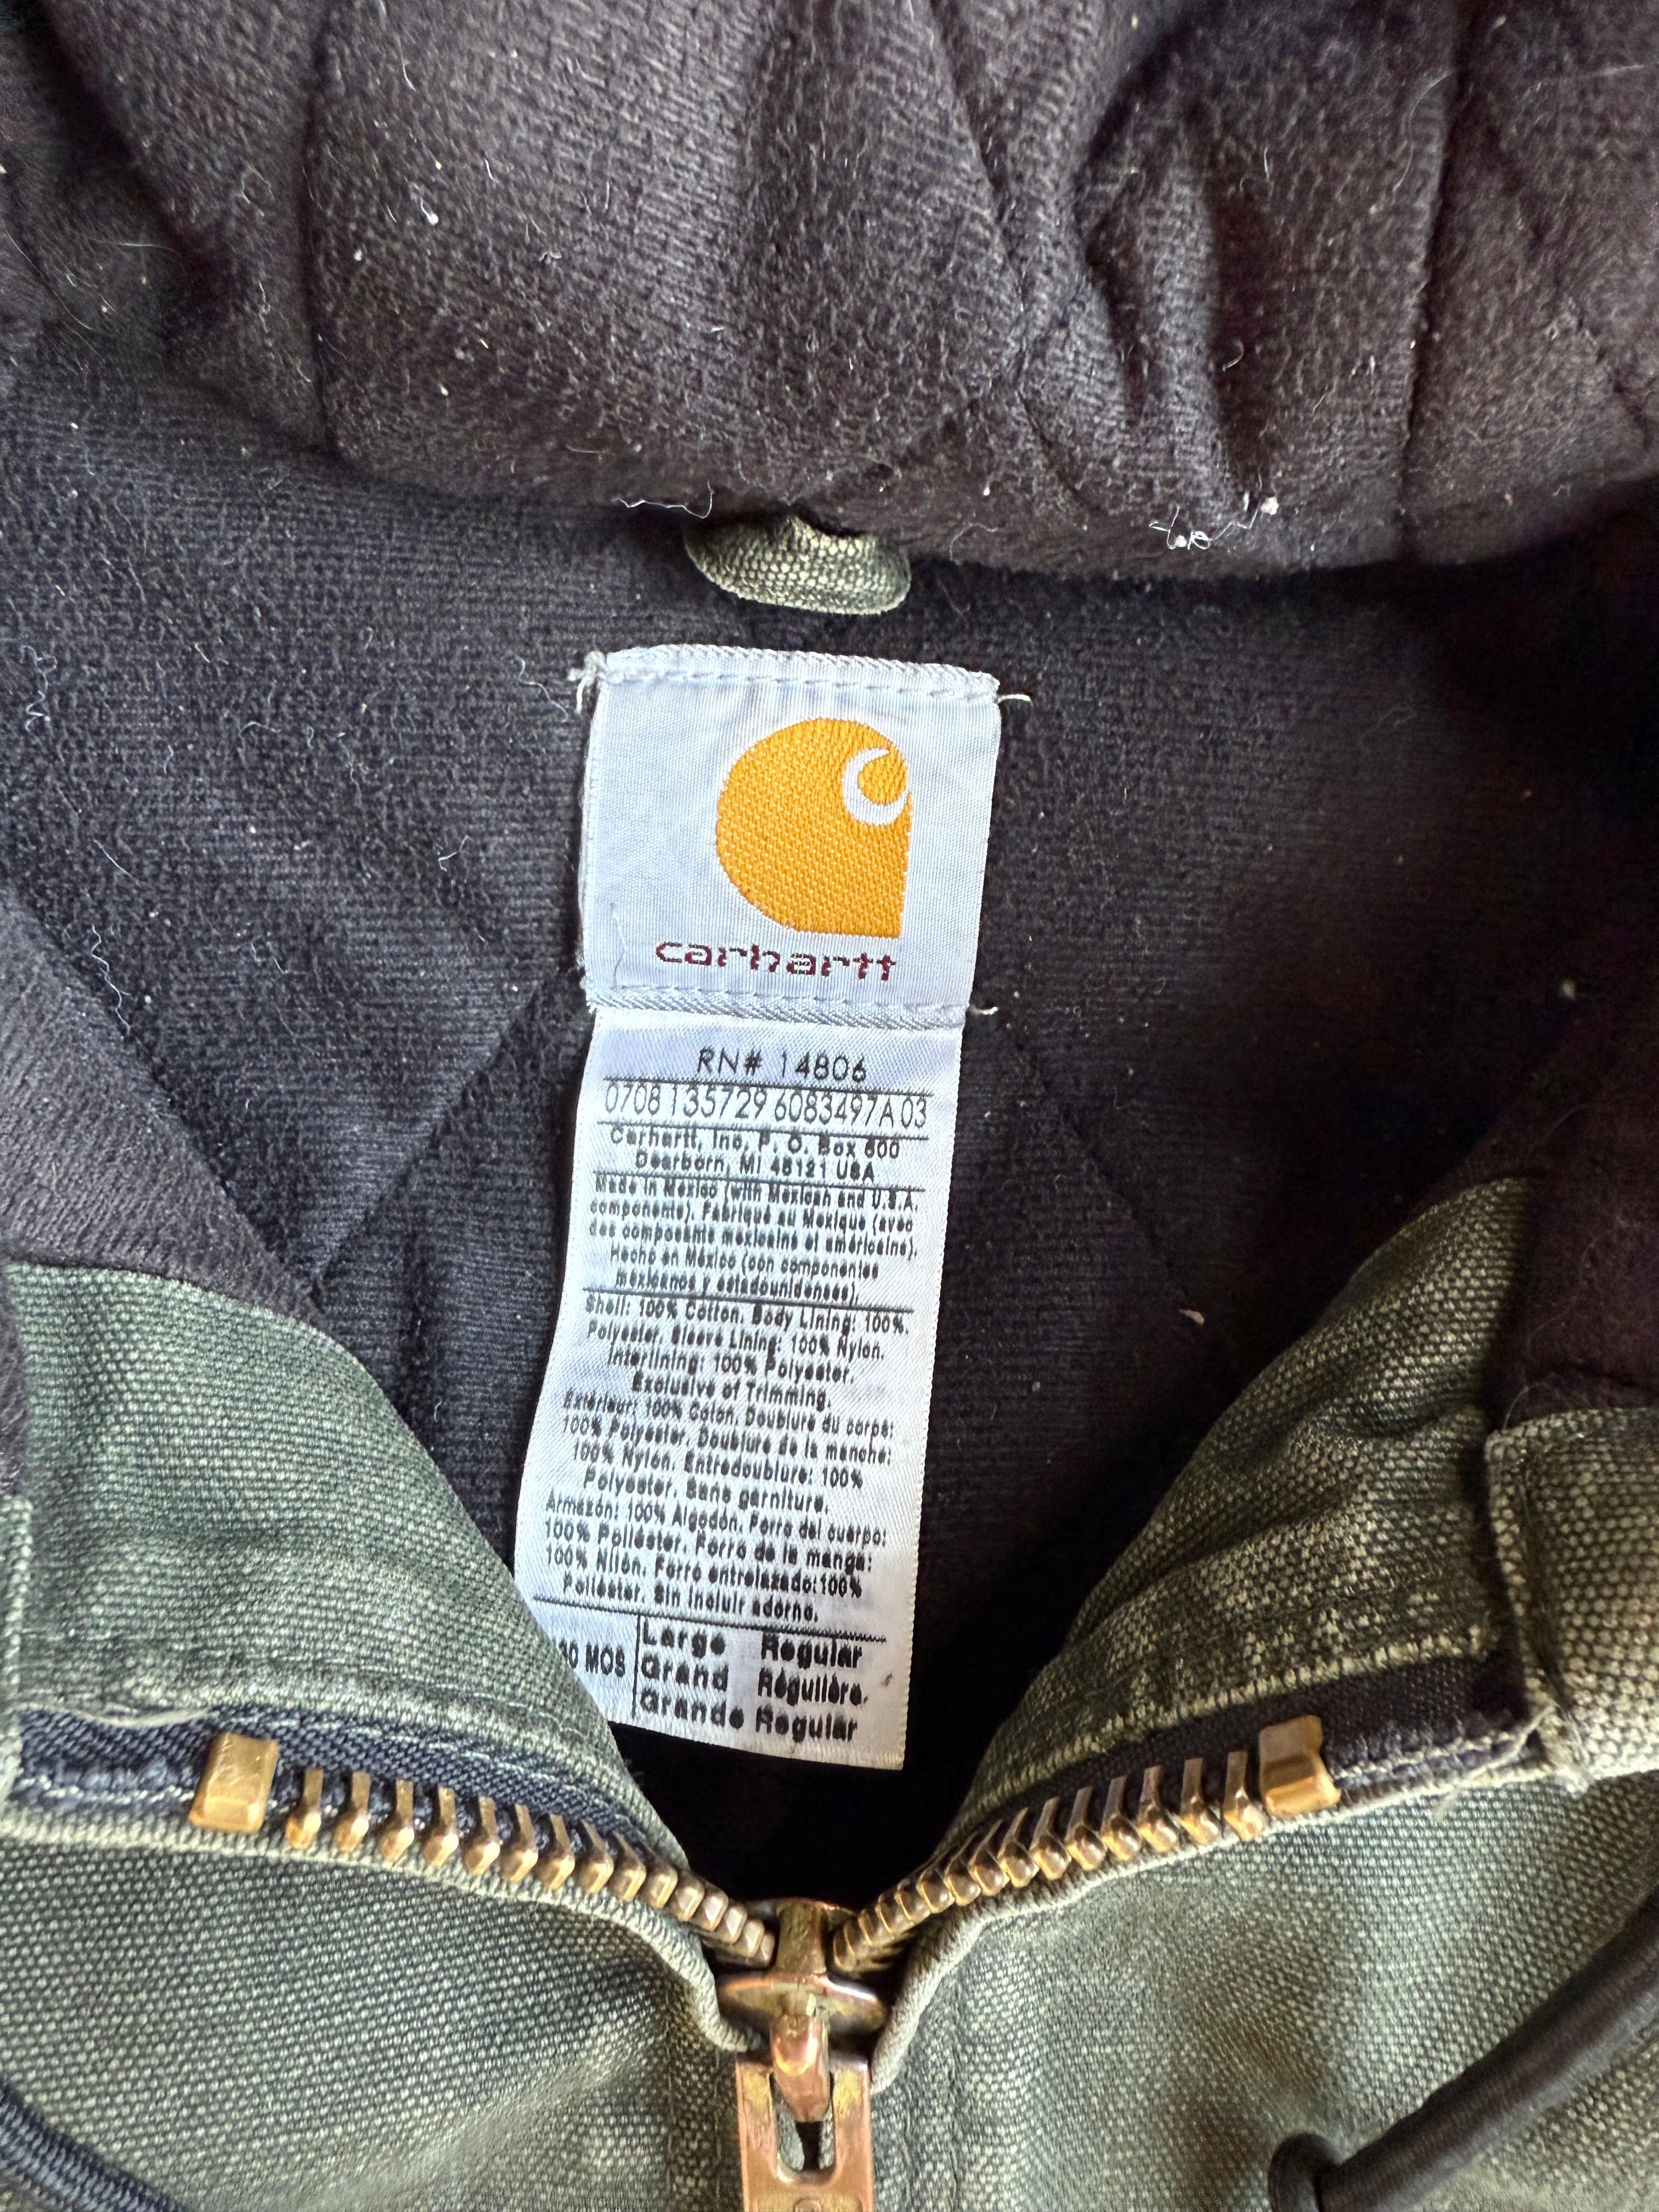 carhartt
RN# 14806
0708 135729 6083497A03
Carhartt, Inc, P. O. Box 600
Dearborn, MI 48121 USA
Made in Mexico (with Mexican and U.S.A.
components). Fabriqué au Mexique (avec
des composants mexicains et américains).
Hecho en México (con componentes
mexicanos y estadounidenses).
Shell: 100% Cotton. Body Lining: 100%
Polyester. Sleeve Lining: 100% Nylon.
Interlining: 100% Polyester.
Exclusive of Trimming.
Extérieur: 100% Coton. Doublure du corps:
100% Polyester. Doublure de la manche:
100% Nylon. Entredoublure: 100%
Polyester. Sans garniture.
Armazón: 100% Algodón. Forro del cuerpo:
100% Poliéster. Forro de la manga:
100% Nilón. Forro entrelazado:100%
Poliéster. Sin incluir adorno.
MOS
Large Regular
Grand Régulière.
Grande Regular